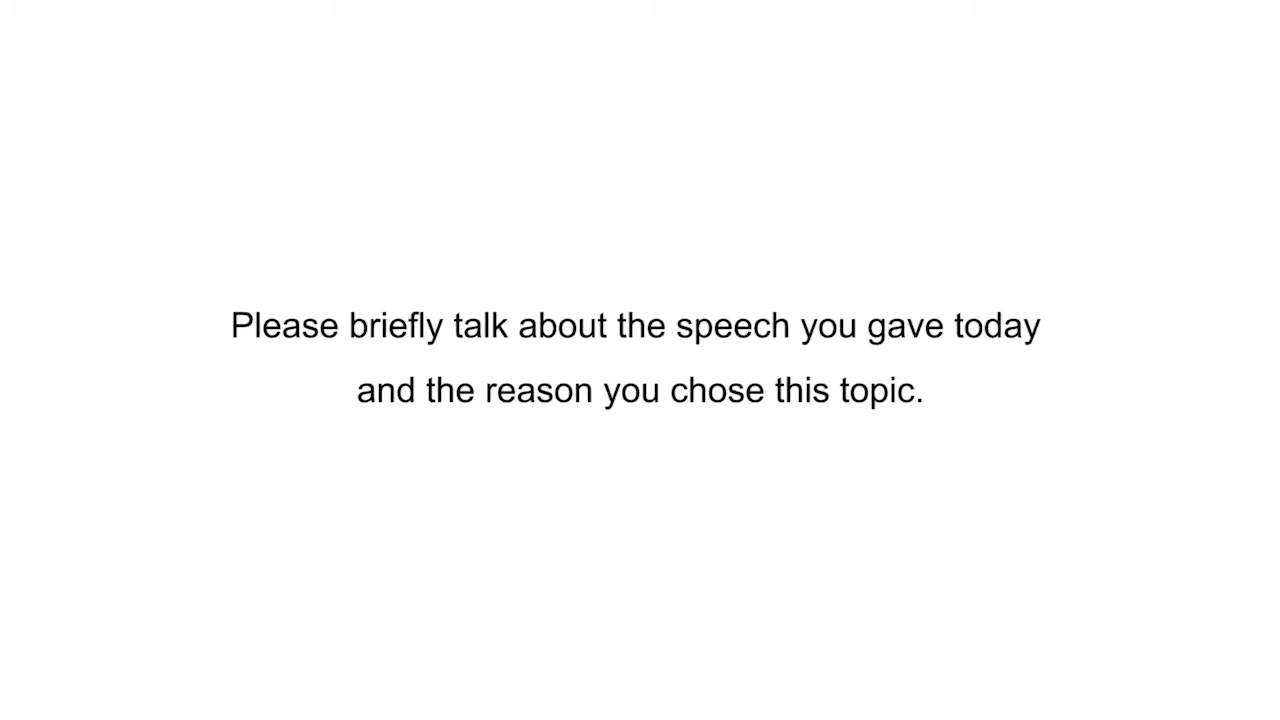 Please briefly talk about the speech you gave today
and the reason you chose this topic.